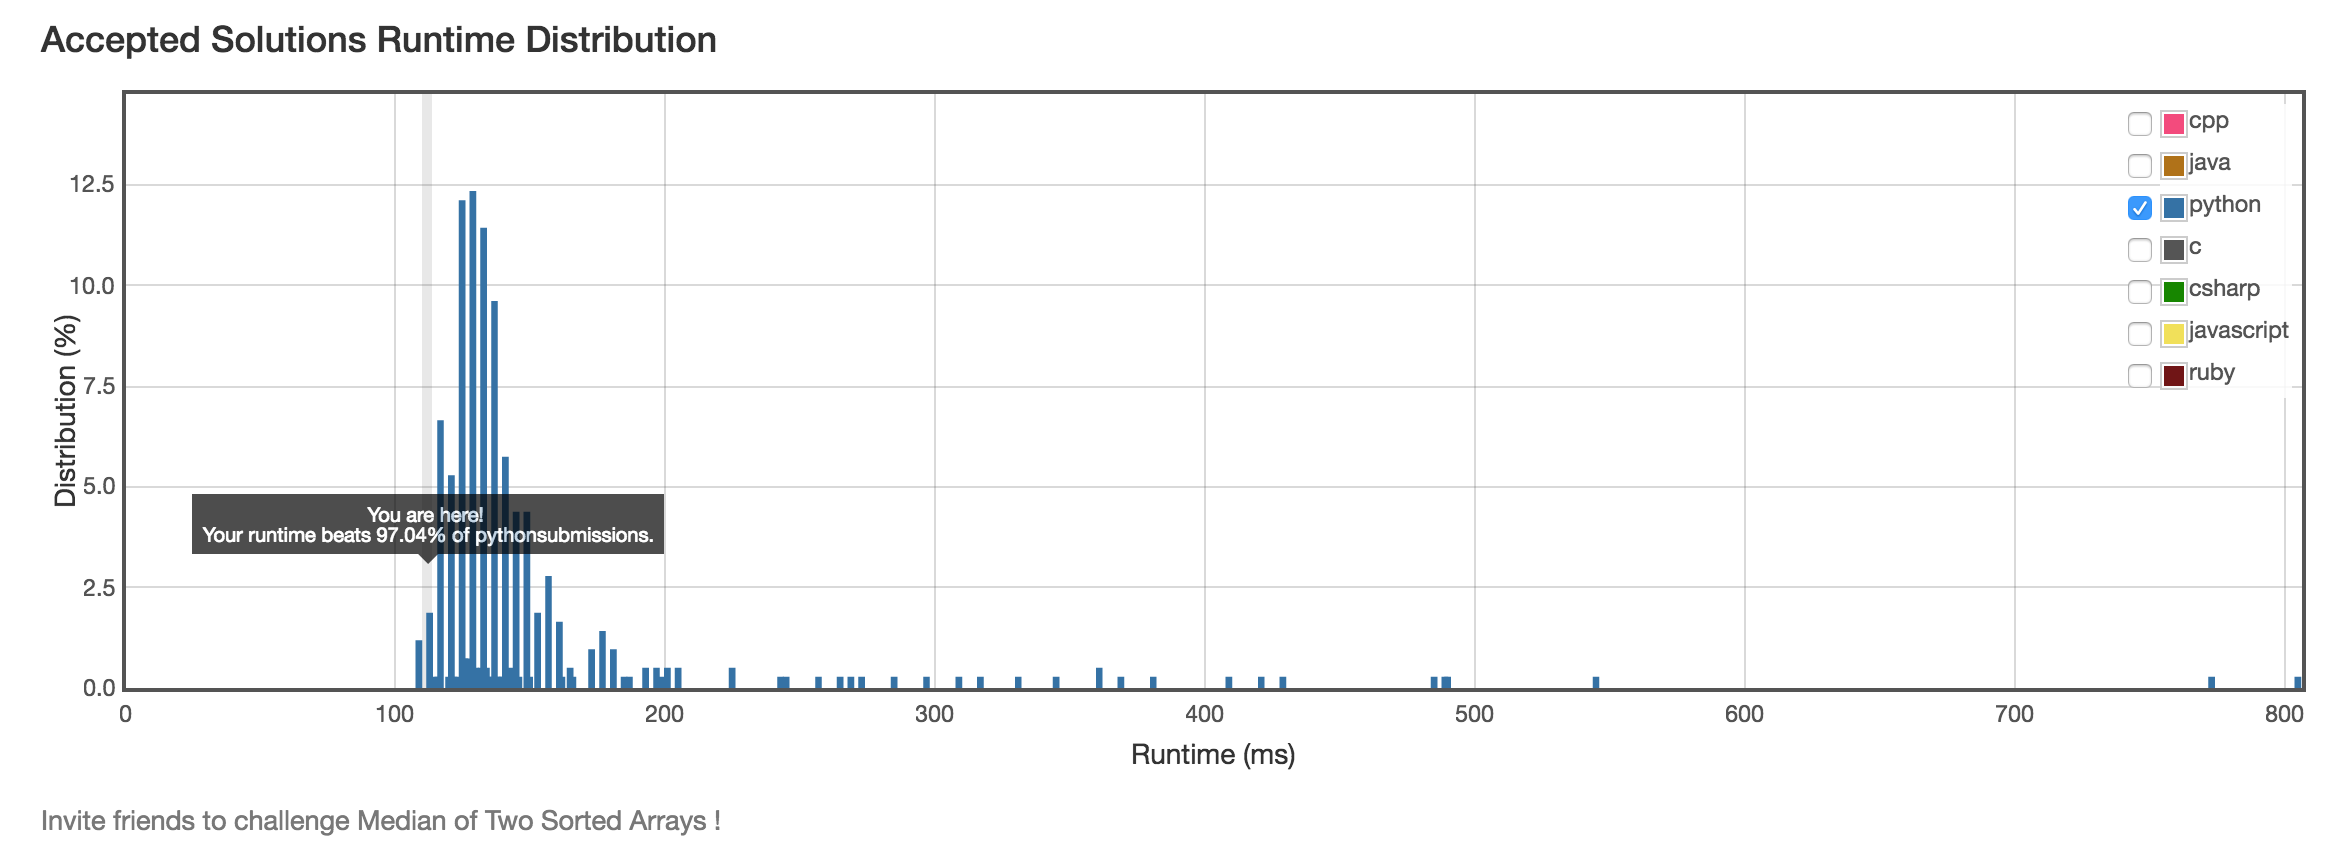 Accepted Solutions Runtime Distribution
cpp
java
python
c
csharp
javascript
ruby
12.5
10.0
7.5
5.0
2.5
0.0
Distribution (%)
You are here!
Your runtime beats 97.04% of pythonsubmissions.
0 100 200 300 400 500 600 700 800
Runtime (ms)
Invite friends to challenge Median of Two Sorted Arrays !